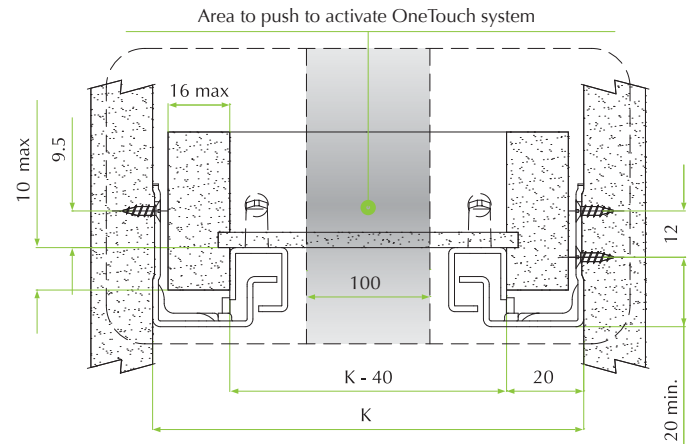 Area to push to activate OneTouch system
16 max
9.5
10 max
12
100
K - 40
20
K
20 min.